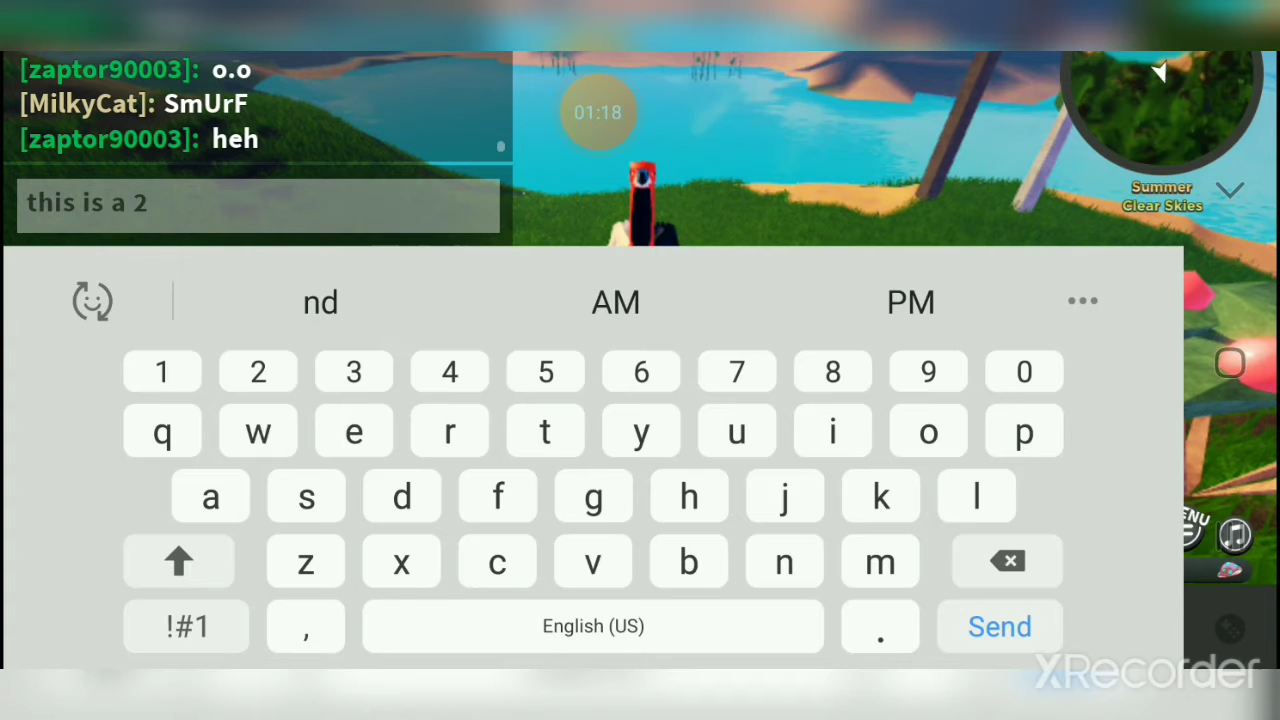 [zaptor90003]: o.o
[MilkyCat]: SmUrF
[zaptor90003]: heh
01:18
this is a 2
Summer
Clear Skies
nd AM PM
1 2 3 4 5 6 7 8 9 0
q w e r t y u i o p
a s d f g h j k l
ENU
z x c v b n m
!#1 , English (US) . Send
XRecorder